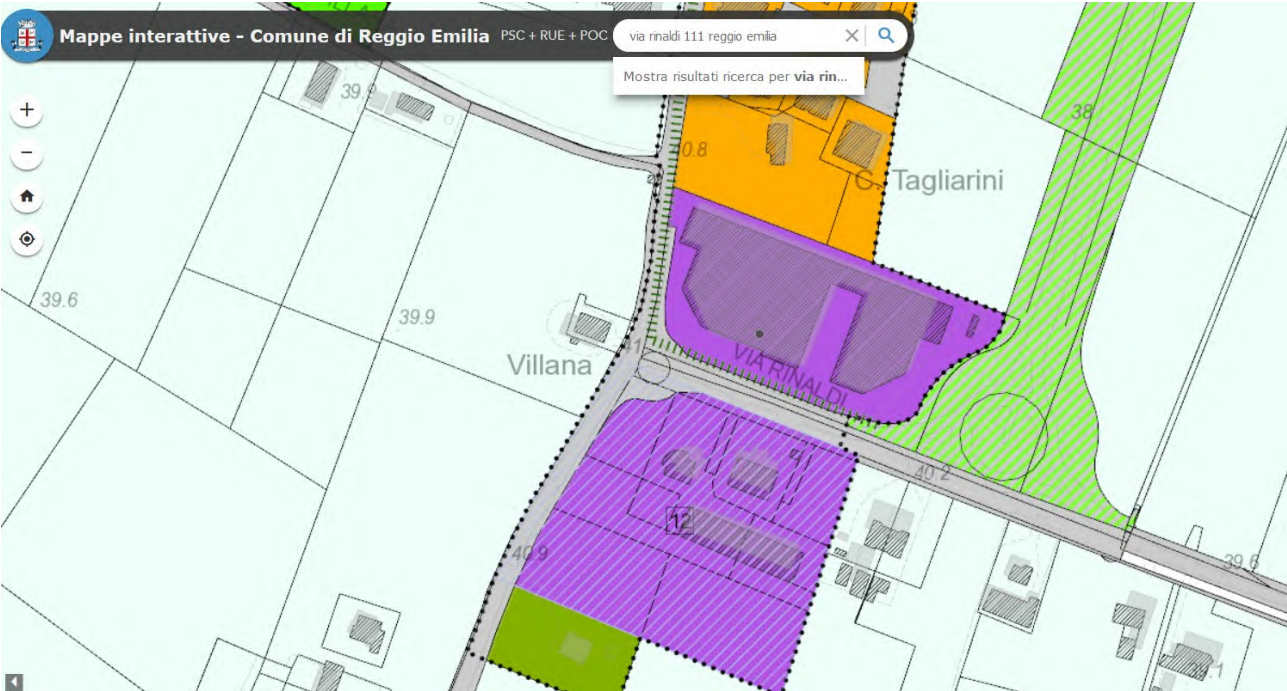 Mappe interattive - Comune di Reggio Emilia PSC + RUE + POC
via rinaldi 111 reggio emilia
Mostra risultati ricerca per via rin...
38
40.8
C. Tagliarini
39.6
39.9
Villana
41
VIA RINALDI
40.2
12
40.9
39.6